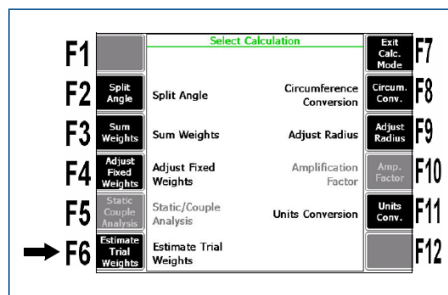 Select Calculation
F1
F2
Split
Angle
Split Angle
F3
Sum
Weights
Sum Weights
F4
Adjust
Fixed
Weights
Adjust Fixed
Weights
F5
Static
Couple
Analysis
Static/Couple
Analysis
F6
Estimate
Trial
Weights
Estimate Trial
Weights
Exit
Calc.
Mode
F7
Circumference
Conversion
Circum.
Conv.
F8
Adjust Radius
Adjust
Radius
F9
Amplification
Factor
Amp.
Factor
F10
Units Conversion
Units
Conv.
F11
F12